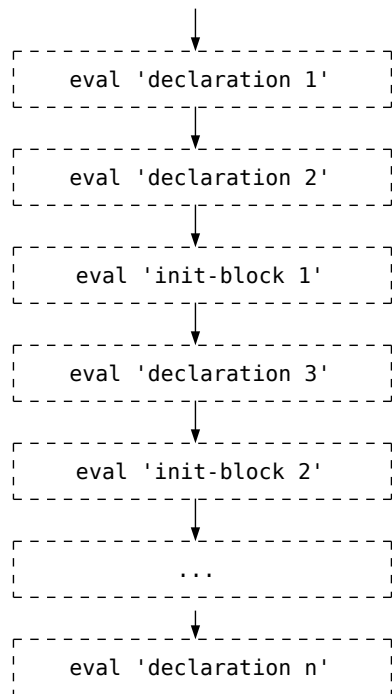 eval 'declaration 1'
eval 'declaration 2'
eval 'init-block 1'
eval 'declaration 3'
eval 'init-block 2'
...
eval 'declaration n'